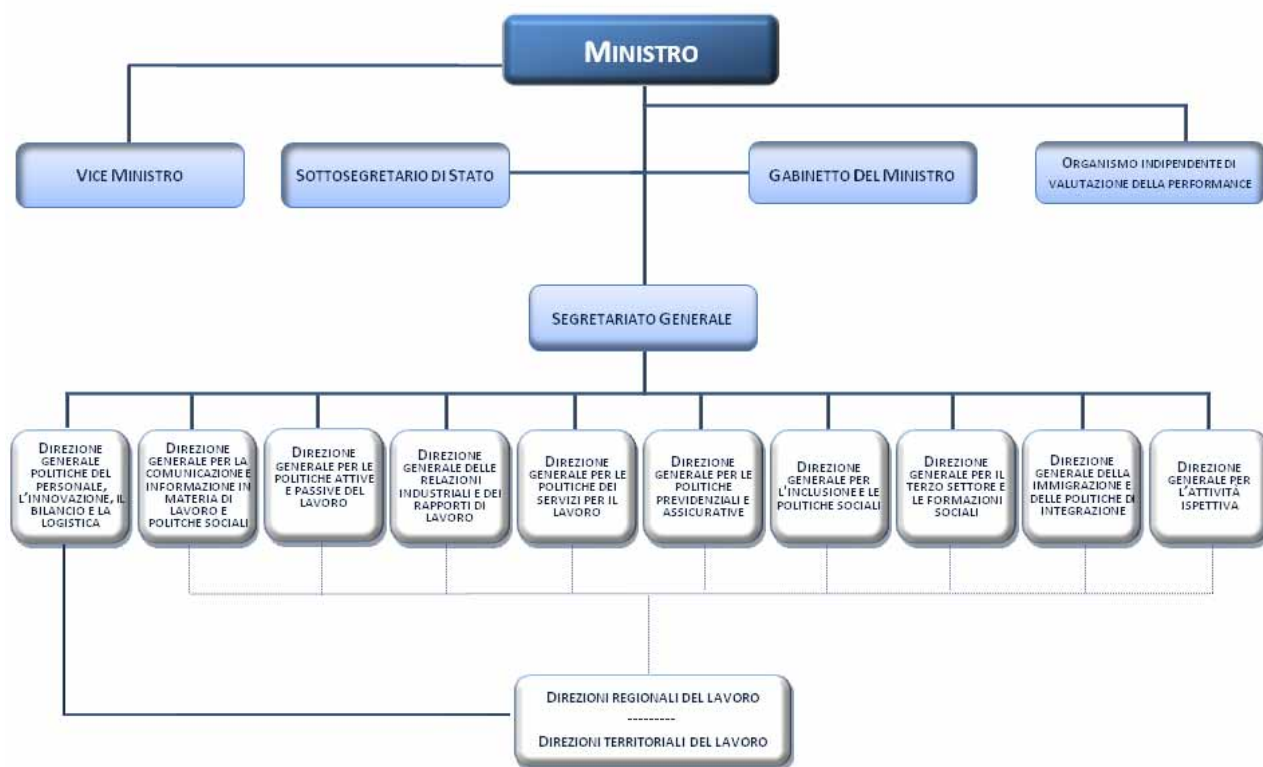 MINISTRO
VICE MINISTRO
SOTTOSEGRETARIO DI STATO
GABINETTO DEL MINISTRO
ORGANISMO INDIPENDENTE DI
VALUTAZIONE DELLA PERFORMANCE
SEGRETARIATO GENERALE
DIREZIONE
GENERALE
POLITICHE DEL
PERSONALE,
L'INNOVAZIONE, IL
BILANCIO E LA
LOGISTICA
DIREZIONE
GENERALE PER LA
COMUNICAZIONE E
INFORMAZIONE IN
MATERIA DI
LAVORO E
POLITCHE SOCIALI
DIREZIONE
GENERALE PER LE
POLITICHE ATTIVE
E PASSIVE DEL
LAVORO
DIREZIONE
GENERALE DELLE
RELAZIONI
INDUSTRIALI E DEI
RAPPORTI DI
LAVORO
DIREZIONE
GENERALE PER LE
POLITICHE DEI
SERVIZI PER IL
LAVORO
DIREZIONE
GENERALE PER LE
POLITICHE
PREVIDENZIALI E
ASSICURATIVE
DIREZIONE
GENERALE PER
L'INCLUSIONE E LE
POLITICHE SOCIALI
DIREZIONE
GENERALE PER IL
TERZO SETTORE E
LE FORMAZIONI
SOCIALI
DIREZIONE
GENERALE DELLA
IMMIGRAZIONE E
DELLE POLITICHE DI
INTEGRAZIONE
DIREZIONE
GENERALE PER
L'ATTIVITÀ
ISPETTIVA
DIREZIONI REGIONALI DEL LAVORO
---------
DIREZIONI TERRITORIALI DEL LAVORO